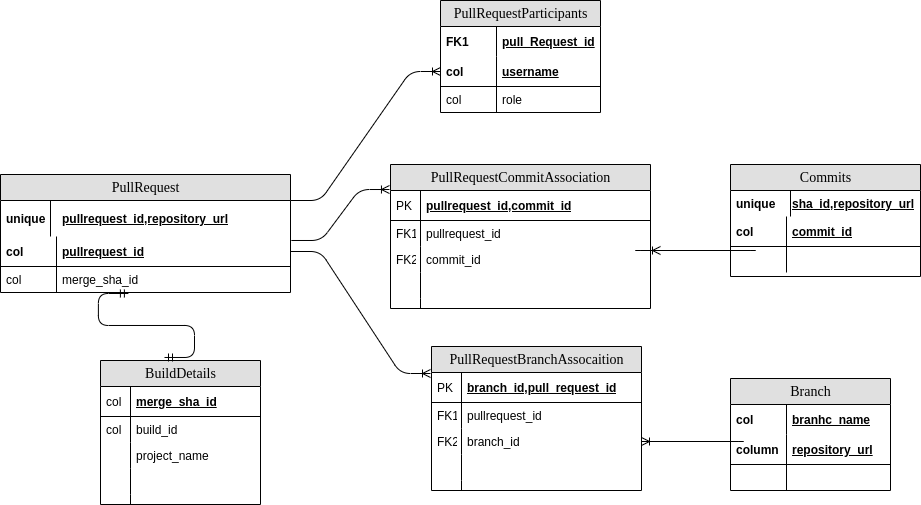 PullRequestParticipants
FK1 pull_Request_id
col username
col role
PullRequest
unique pullrequest_id,repository_url
col pullrequest_id
col merge_sha_id
PullRequestCommitAssociation
PK pullrequest_id,commit_id
FK1 pullrequest_id
FK2 commit_id
Commits
unique sha_id,repository_url
col commit_id
BuildDetails
col merge_sha_id
col build_id
project_name
PullRequestBranchAssocaition
PK branch_id,pull_request_id
FK1 pullrequest_id
FK2 branch_id
Branch
col branhc_name
column repository_url